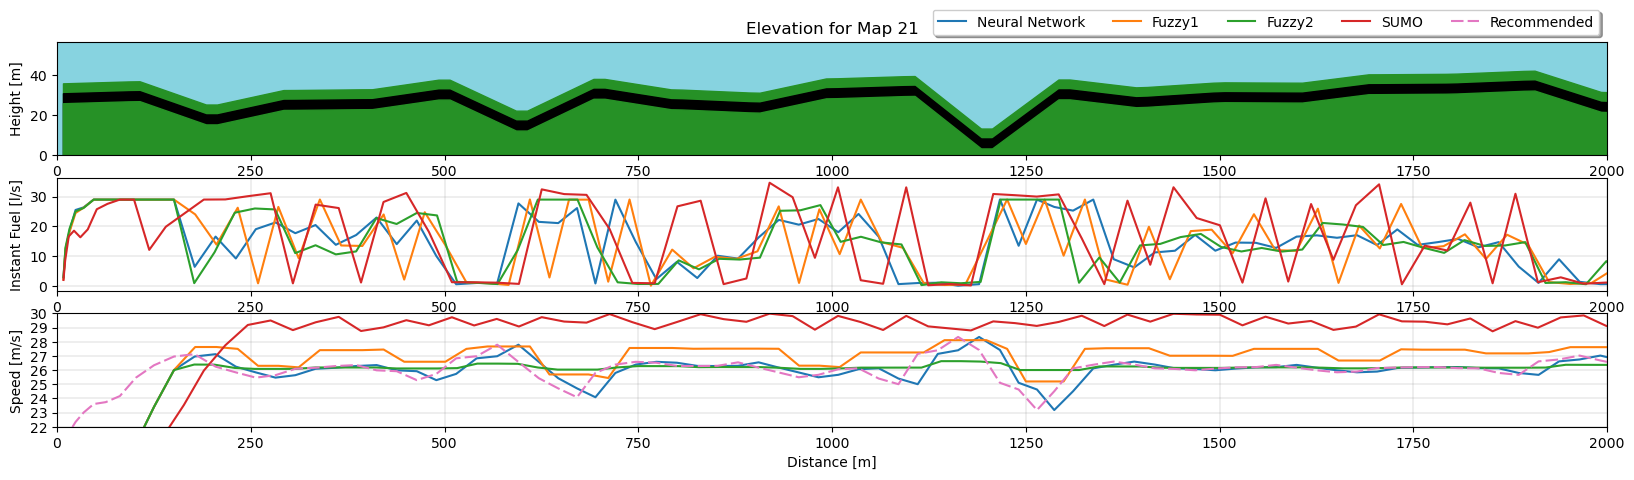 Elevation for Map 21
Neural Network Fuzzy1 Fuzzy2 SUMO Recommended
Height [m]
40
20
0
0 250 500 750 1000 1250 1500 1750 2000
Instant Fuel [l/s]
30
20
10
0
0 250 500 750 1000 1250 1500 1750 2000
Speed [m/s]
30
29
28
27
26
25
24
23
22
0 250 500 750 1000 1250 1500 1750 2000
Distance [m]